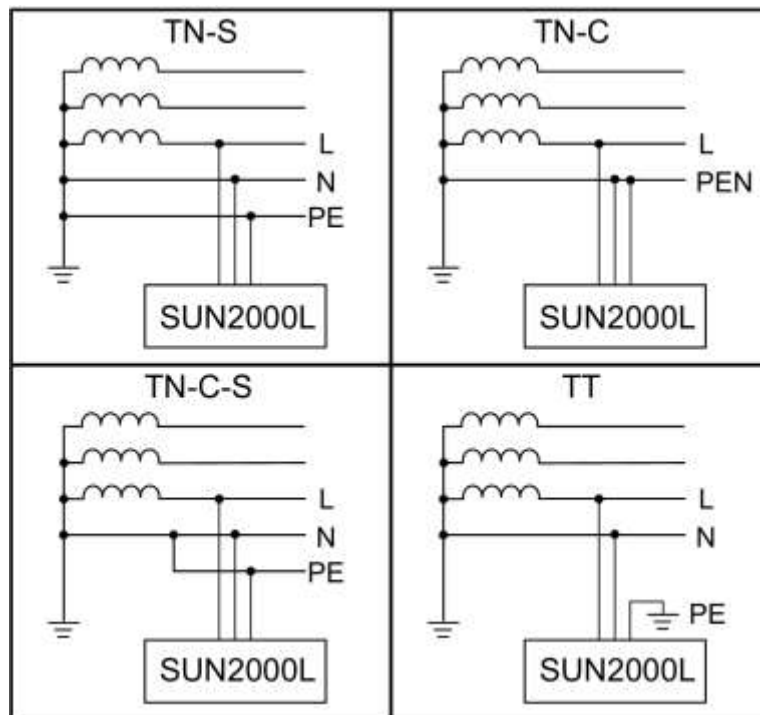 TN-S
L
N
PE
SUN2000L
TN-C
L
PEN
SUN2000L
TN-C-S
L
N
PE
SUN2000L
TT
L
N
PE
SUN2000L